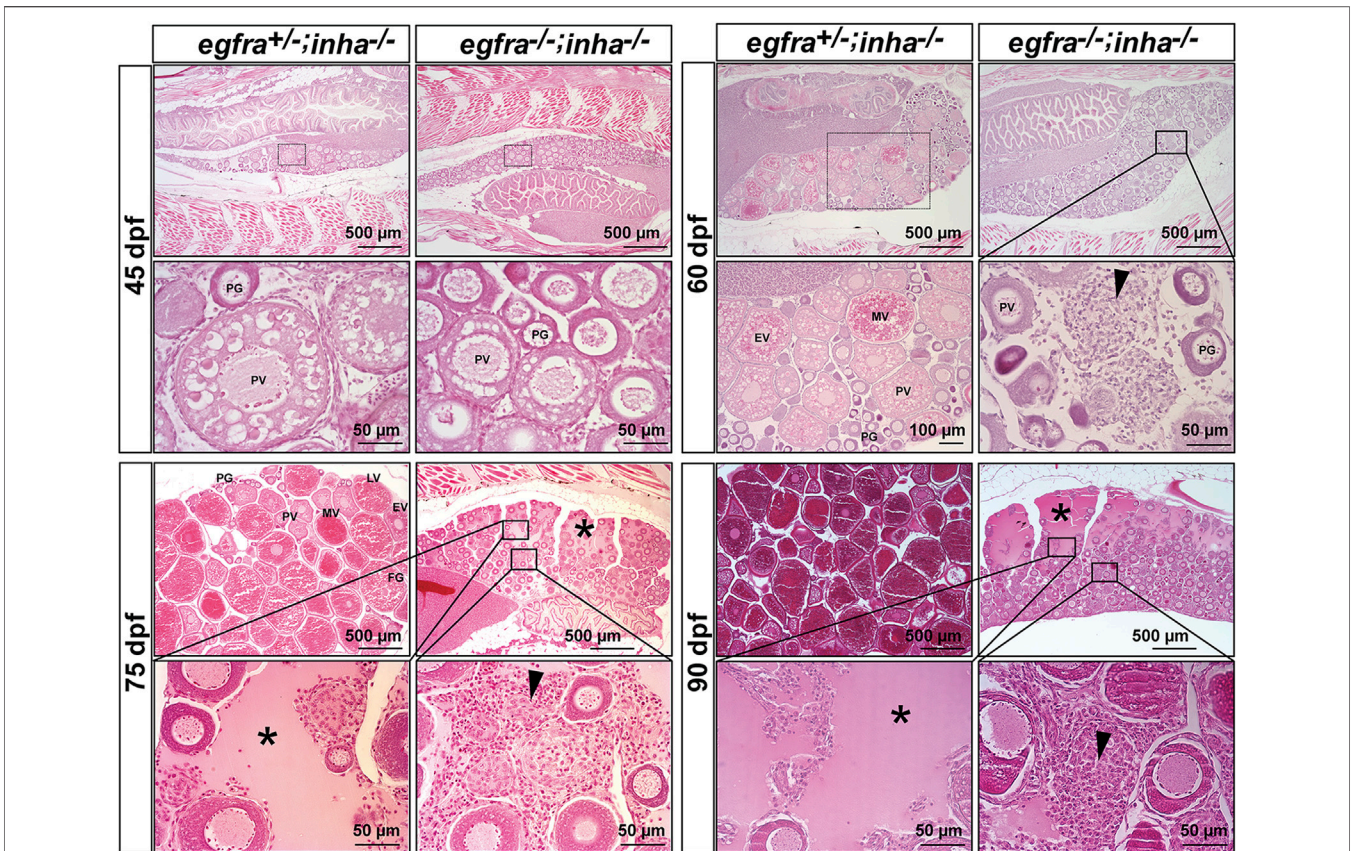 egfra+/-;inha-/-
egfra-/-;inha-/-
egfra+/-;inha-/-
egfra-/-;inha-/-
45 dpf
500 µm
500 µm
PG
PV
50 µm
PV
PG
50 µm
60 dpf
500 µm
500 µm
EV
MV
PV
PG
100 µm
PV
PG
50 µm
75 dpf
PG
LV
PV
MV
EV
FG
500 µm
*
500 µm
*
50 µm
50 µm
90 dpf
500 µm
*
500 µm
*
50 µm
50 µm